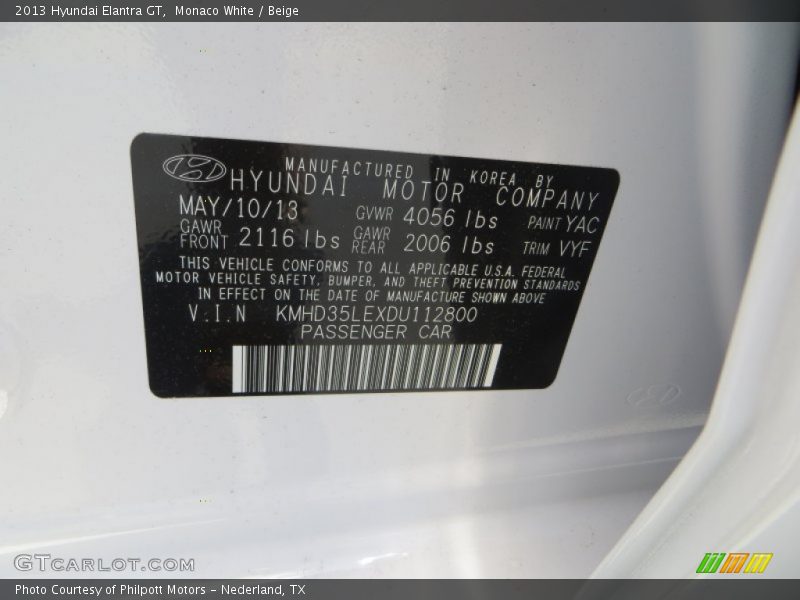 2013 Hyundai Elantra GT,  Monaco White / Beige
MANUFACTURED IN KOREA BY
HYUNDAI MOTOR COMPANY
MAY/10/13 GVWR 4056 lbs PAINT YAC
GAWR FRONT 2116 lbs GAWR REAR 2006 lbs TRIM VYF
THIS VEHICLE CONFORMS TO ALL APPLICABLE U.S.A. FEDERAL
MOTOR VEHICLE SAFETY, BUMPER, AND THEFT PREVENTION STANDARDS
IN EFFECT ON THE DATE OF MANUFACTURE SHOWN ABOVE
V.I.N KMHD35LEXDU112800
PASSENGER CAR
GTCARLOT.COM
Photo Courtesy of Philpott Motors - Nederland, TX